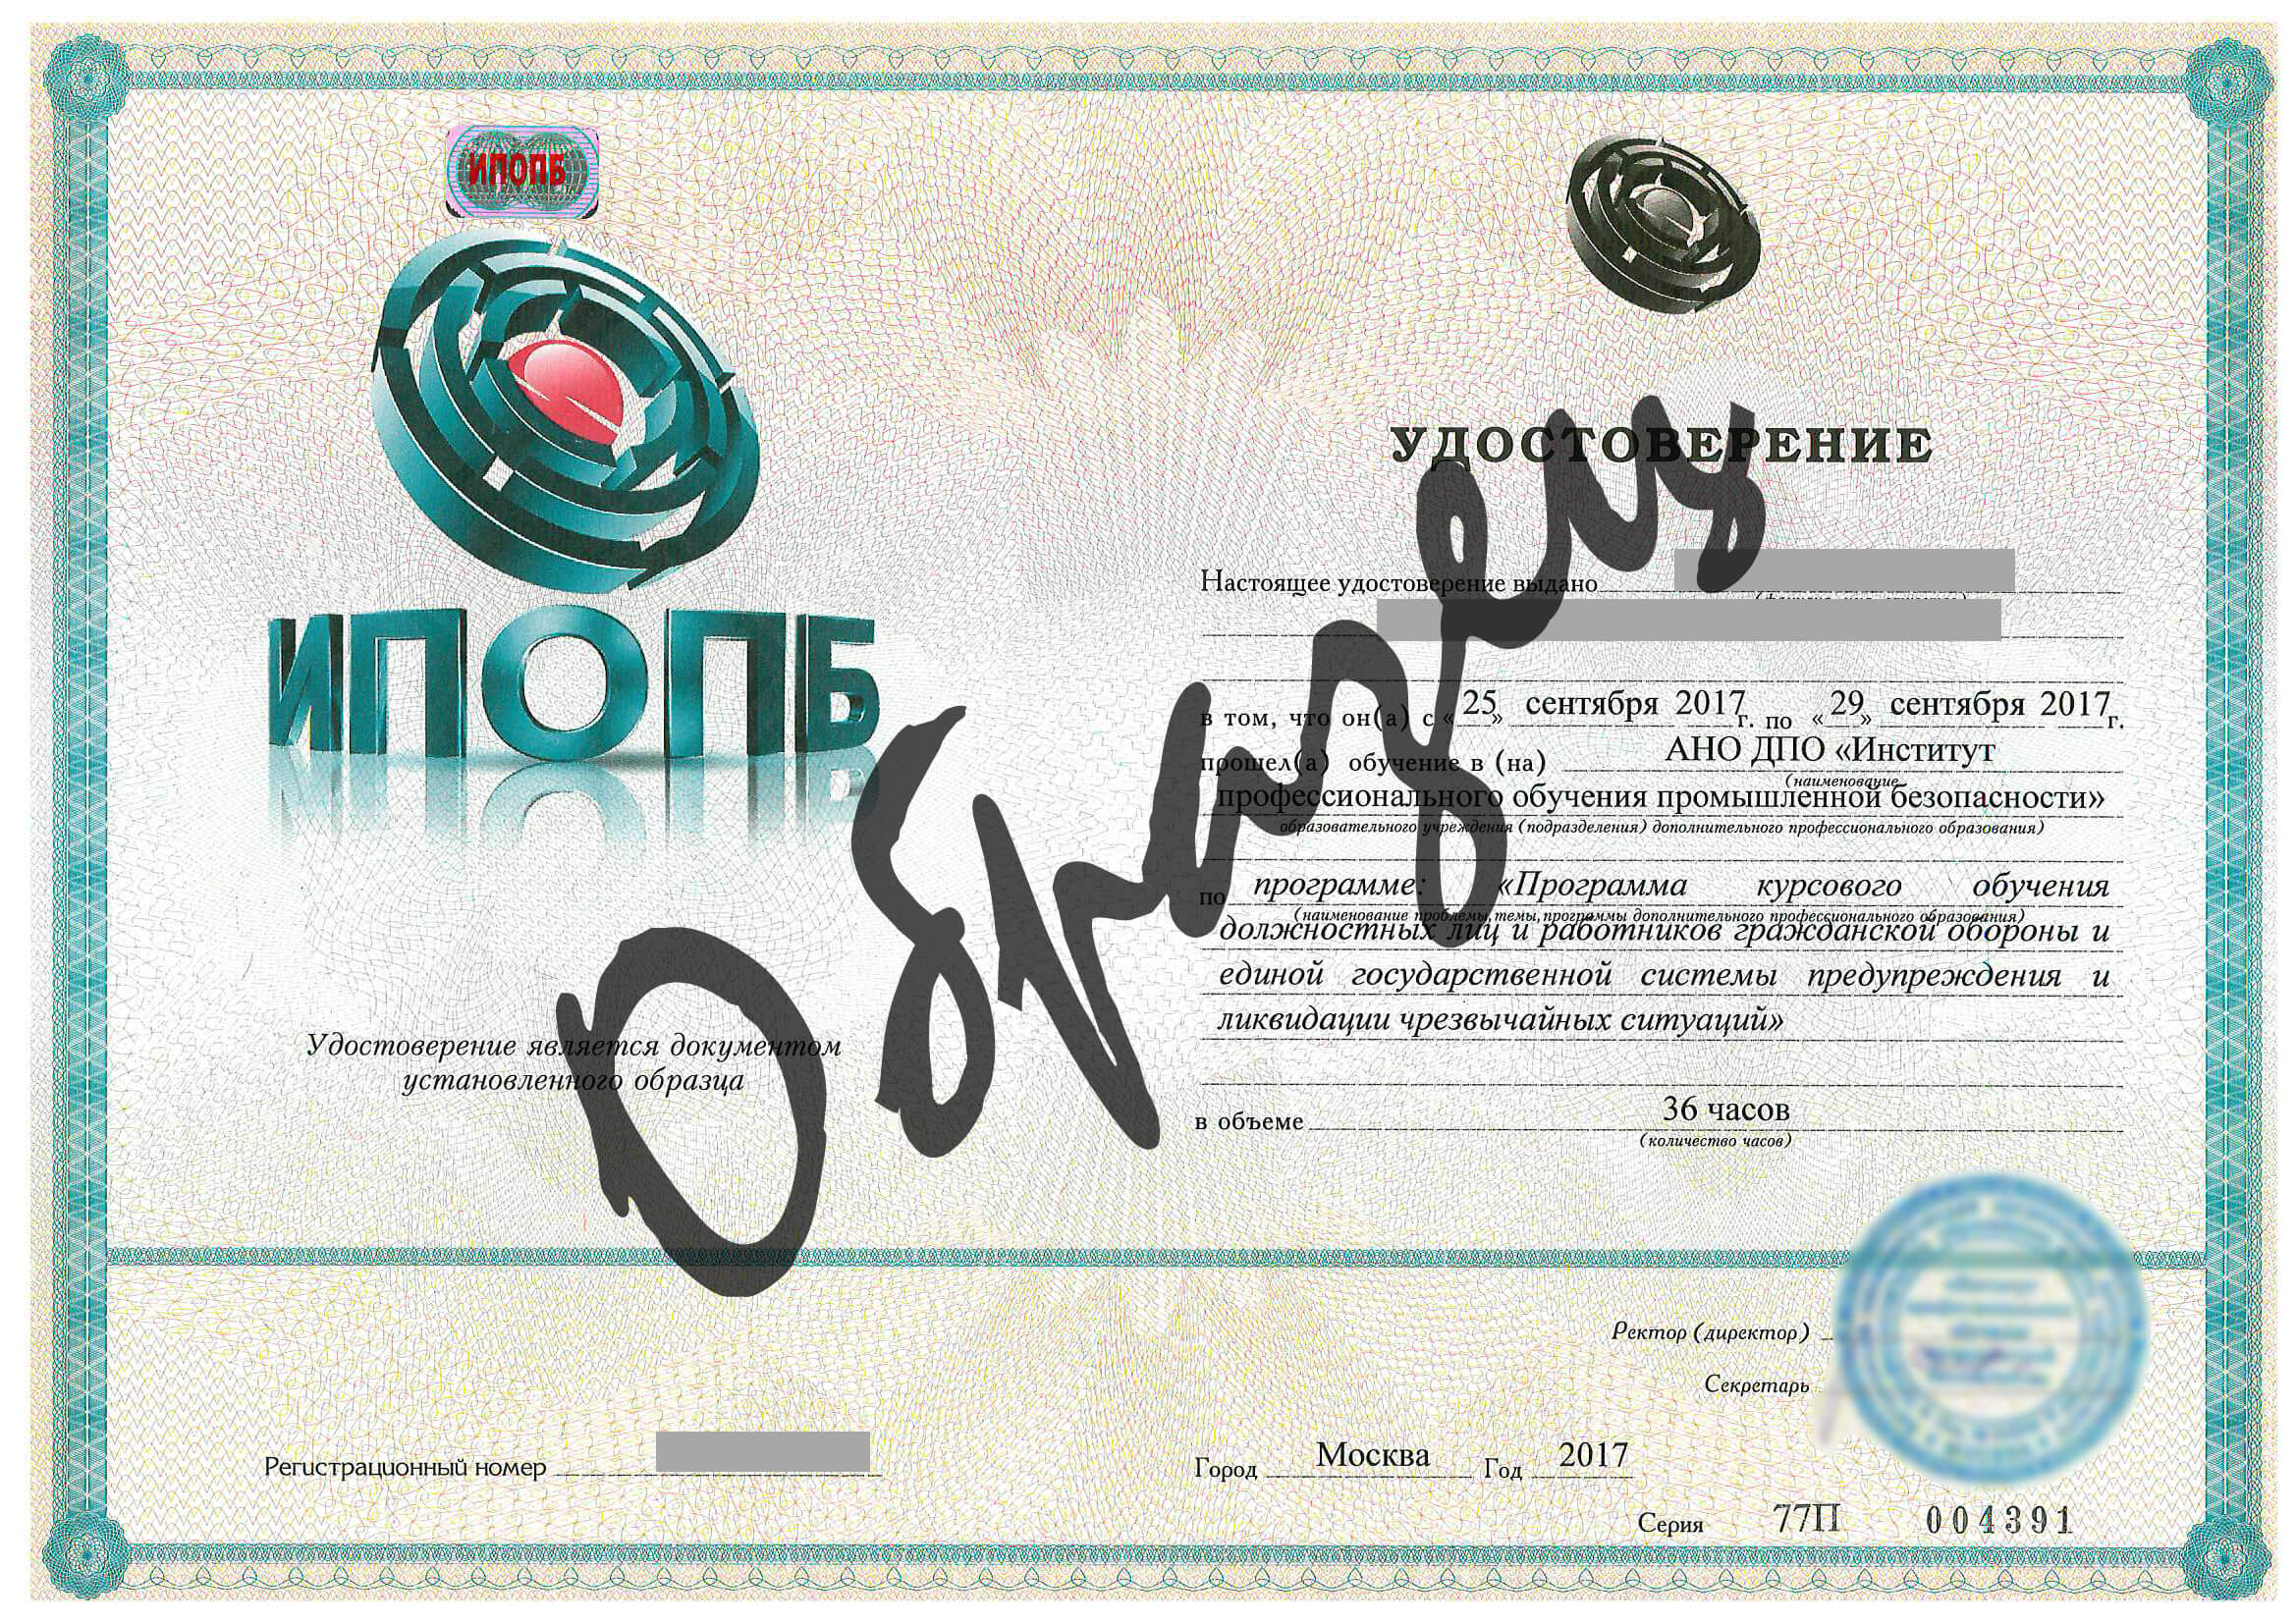 ИПОПБ
ИПОПБ
Удостоверение является документом
установленного образца
Регистрационный номер
УДОСТОВЕРЕНИЕ
Настоящее удостоверение выдано
в том, что он(а) с «25» сентября 2017 г. по «29» сентября 2017 г.
прошел(а) обучение в (на) АНО ДПО «Институт
(наименование
профессионального обучения промышленной безопасности»
образовательного учреждения (подразделения) дополнительного профессионального образования)
по программе: «Программа курсового обучения
(наименование проблемы, темы, программы дополнительного профессионального образования)
должностных лиц и работников гражданской обороны и
единой государственной системы предупреждения и
ликвидации чрезвычайных ситуаций»
в объеме 36 часов
(количество часов)
Ректор (директор)
Секретарь
Город Москва Год 2017
Серия 77П 004391
Образец